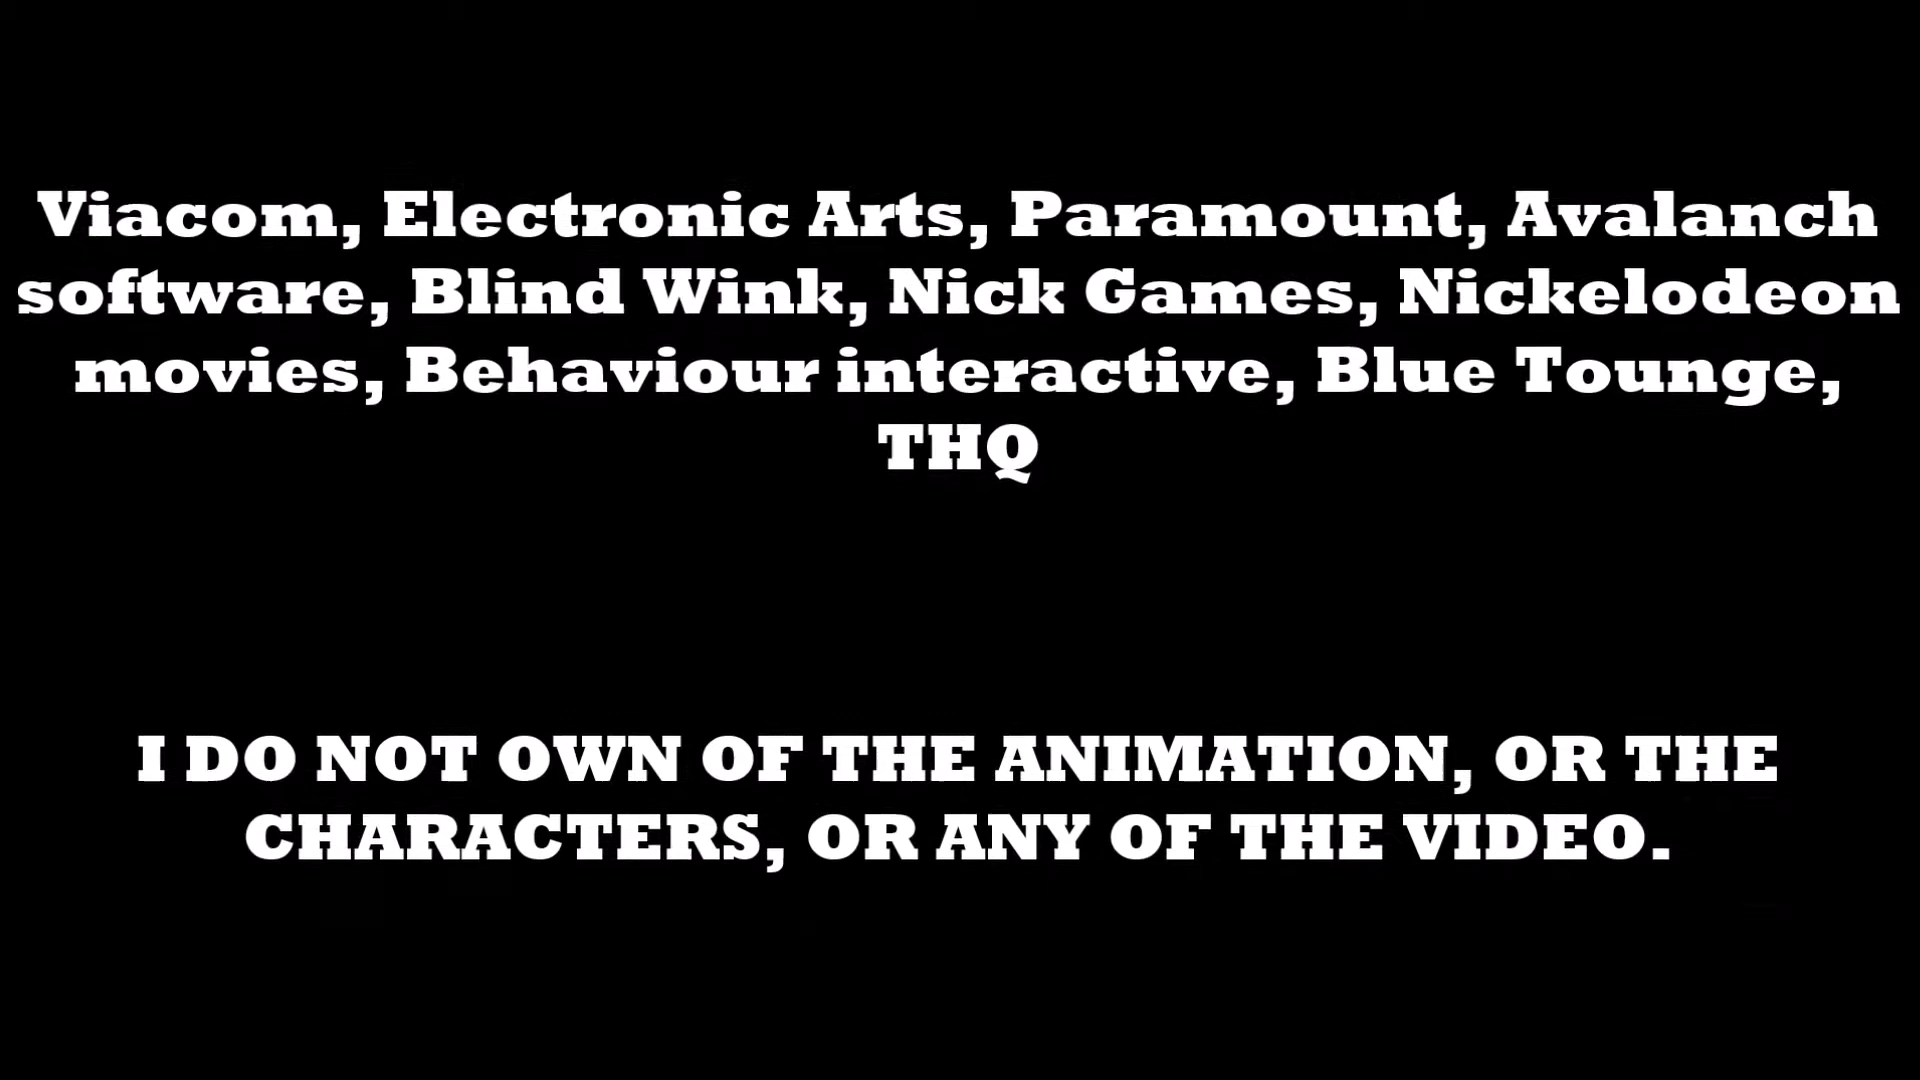 Viacom, Electronic Arts, Paramount, Avalanch
software, Blind Wink, Nick Games, Nickelodeon
movies, Behaviour interactive, Blue Tounge,
THQ
I DO NOT OWN OF THE ANIMATION, OR THE
CHARACTERS, OR ANY OF THE VIDEO.